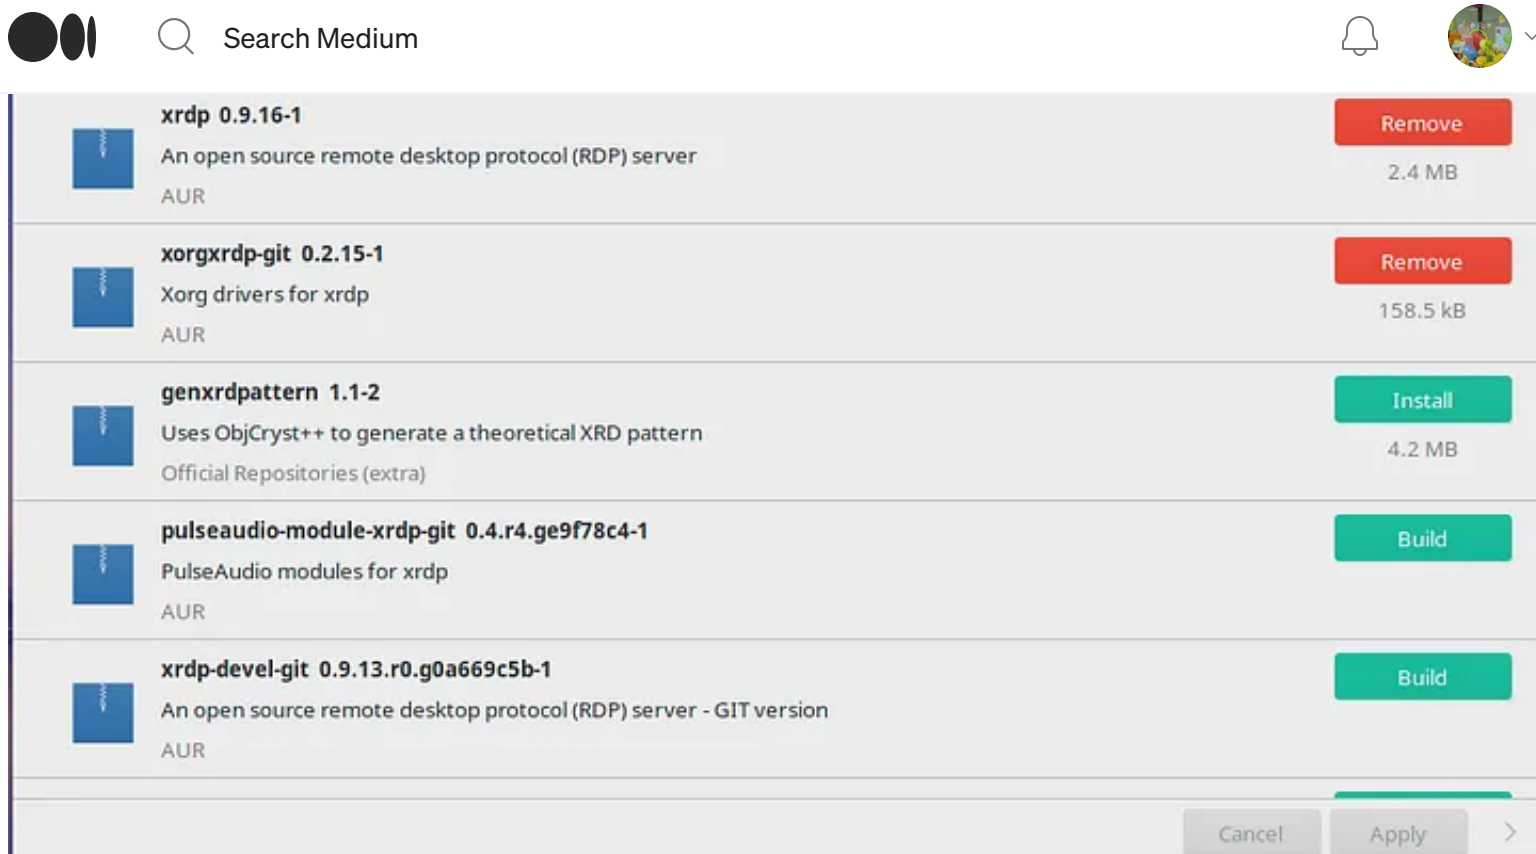 Search Medium
xrdp 0.9.16-1
Remove
An open source remote desktop protocol (RDP) server
2.4 MB
AUR
xorgxrdp-git 0.2.15-1
Remove
Xorg drivers for xrdp
158.5 kB
AUR
genxrdpattern 1.1-2
Install
Uses ObjCryst++ to generate a theoretical XRD pattern
4.2 MB
Official Repositories (extra)
pulseaudio-module-xrdp-git 0.4.r4.ge9f78c4-1
Build
PulseAudio modules for xrdp
AUR
xrdp-devel-git 0.9.13.r0.g0a669c5b-1
Build
An open source remote desktop protocol (RDP) server - GIT version
AUR
Cancel
Apply